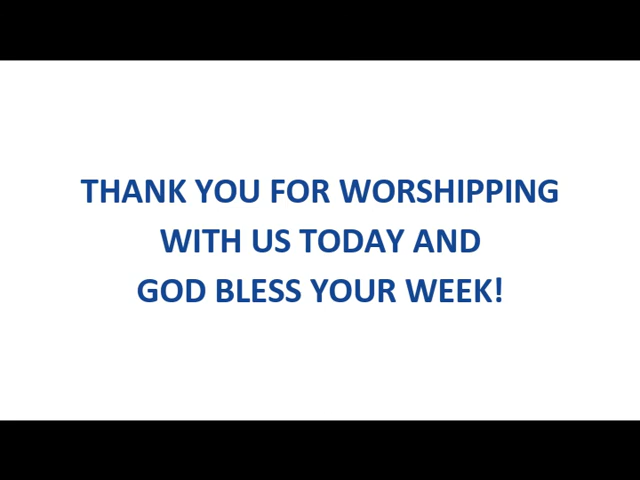 THANK YOU FOR WORSHIPPING
WITH US TODAY AND
GOD BLESS YOUR WEEK!